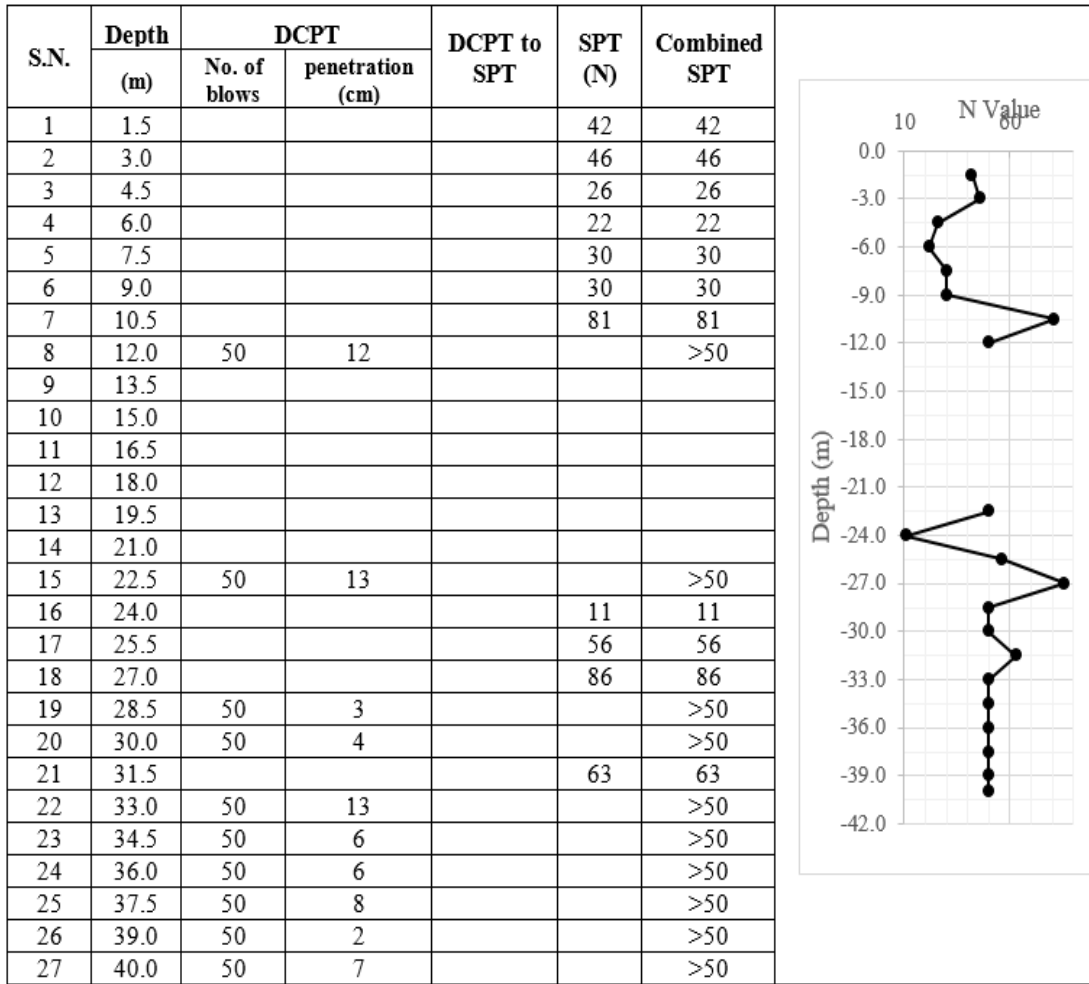 S.N. Depth DCPT DCPT to SPT SPT (N) Combined SPT
(m) No. of blows penetration (cm)
1 1.5 42 42
2 3.0 46 46
3 4.5 26 26
4 6.0 22 22
5 7.5 30 30
6 9.0 30 30
7 10.5 81 81
8 12.0 50 12 >50
9 13.5
10 15.0
11 16.5
12 18.0
13 19.5
14 21.0
15 22.5 50 13 >50
16 24.0 11 11
17 25.5 56 56
18 27.0 86 86
19 28.5 50 3 >50
20 30.0 50 4 >50
21 31.5 63 63
22 33.0 50 13 >50
23 34.5 50 6 >50
24 36.0 50 6 >50
25 37.5 50 8 >50
26 39.0 50 2 >50
27 40.0 50 7 >50
N Value
10 60
0.0
-3.0
-6.0
-9.0
-12.0
-15.0
-18.0
-21.0
-24.0
-27.0
-30.0
-33.0
-36.0
-39.0
-42.0
Depth (m)